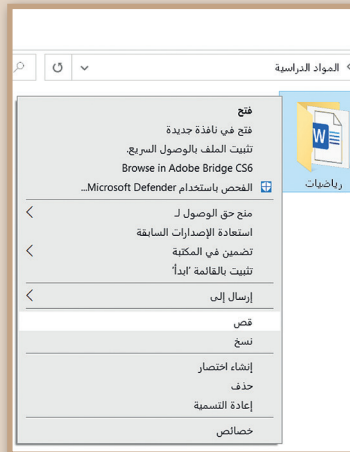 المواد الدراسية
رياضيات
فتح
فتح في نافذة جديدة
تثبيت الملف بالوصول السريع.
Browse in Adobe Bridge CS6
الفحص باستخدام Microsoft Defender...
منح حق الوصول لـ
استعادة الإصدارات السابقة
تضمين في المكتبة
تثبيت بالقائمة 'ابدأ'
إرسال إلى
قص
نسخ
إنشاء اختصار
حذف
إعادة التسمية
خصائص